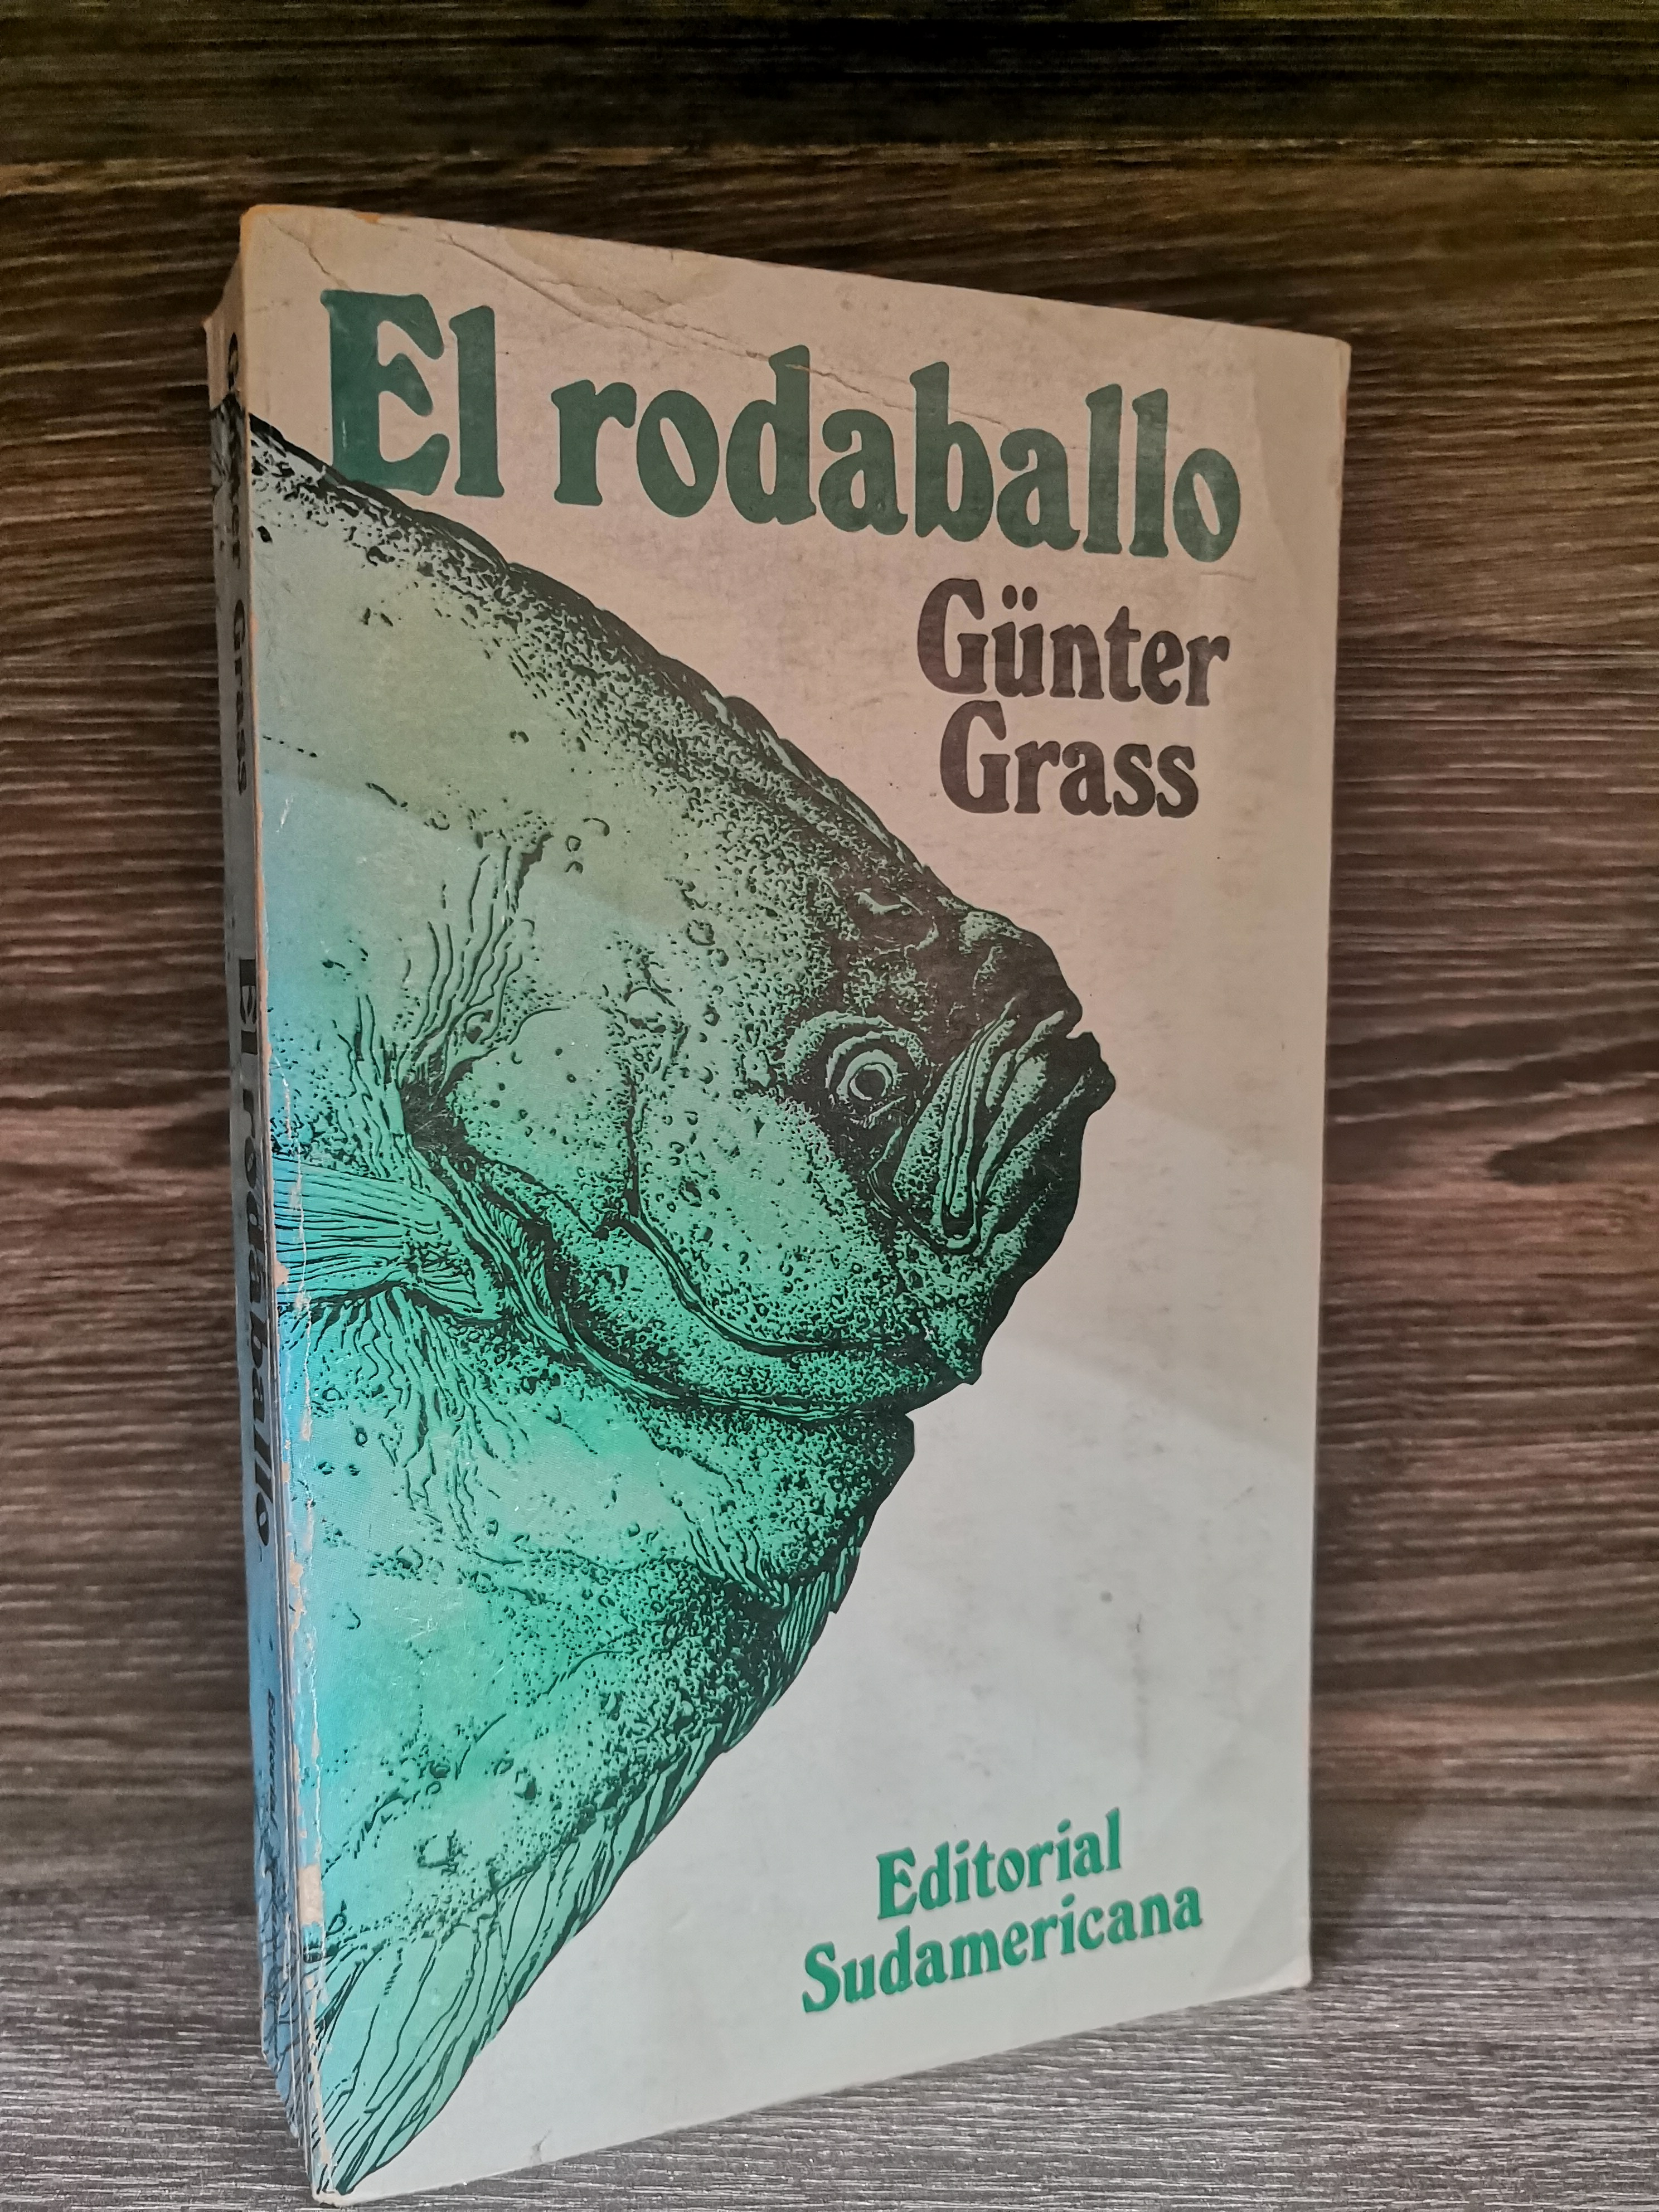 El rodaballo
Günter
Grass
Editorial
Sudamericana
Günter Grass
El rodaballo